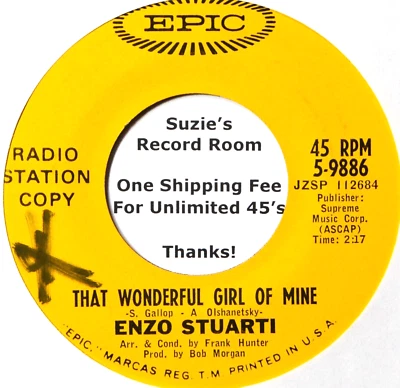 EPIC
Suzie's
Record Room
One Shipping Fee
For Unlimited 45's
Thanks!
RADIO
STATION
COPY
45 RPM
5-9886
JZSP 112684
Publisher:
Supreme
Music Corp.
(ASCAP)
Time: 2:17
THAT WONDERFUL GIRL OF MINE
-S. Gallop - A Olshanetsky-
ENZO STUARTI
Arr. & Cond. by Frank Hunter
Prod. by Bob Morgan
"EPIC," MARCAS REG. T.M. PRINTED IN U.S.A.